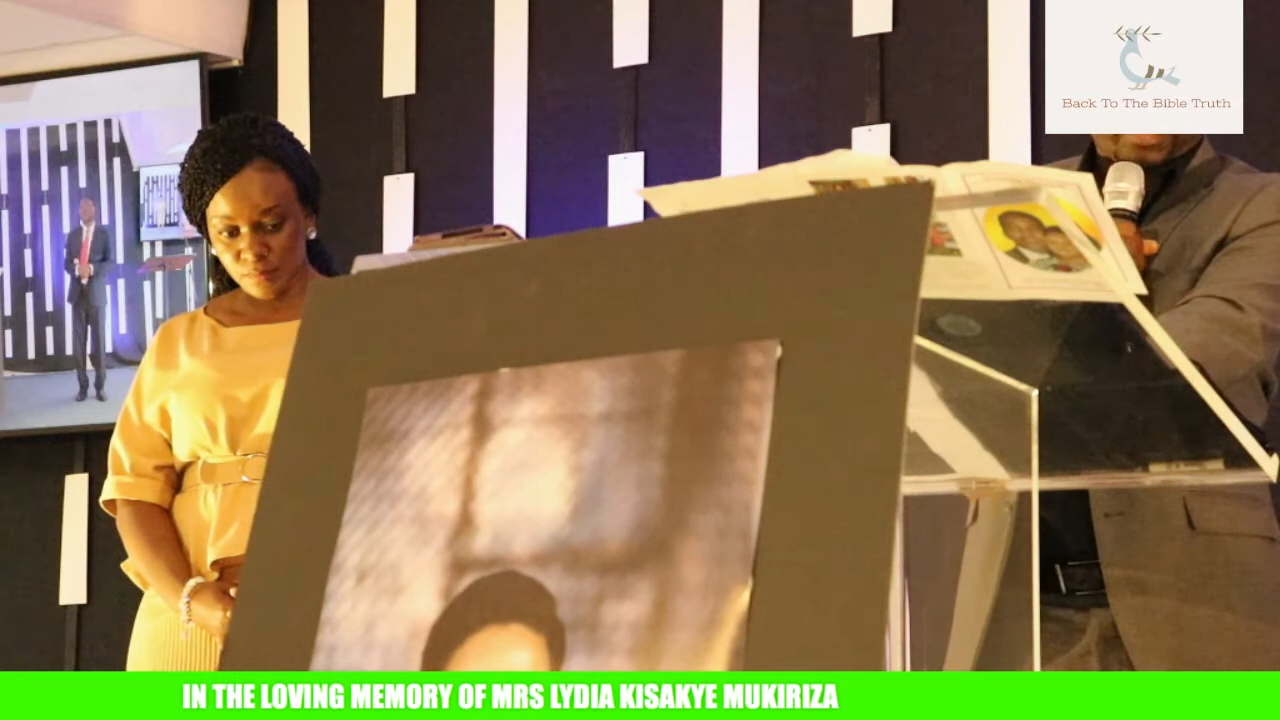 Back To The Bible Truth
IN THE LOVING MEMORY OF MRS LYDIA KISAKYE MUKIRIZA